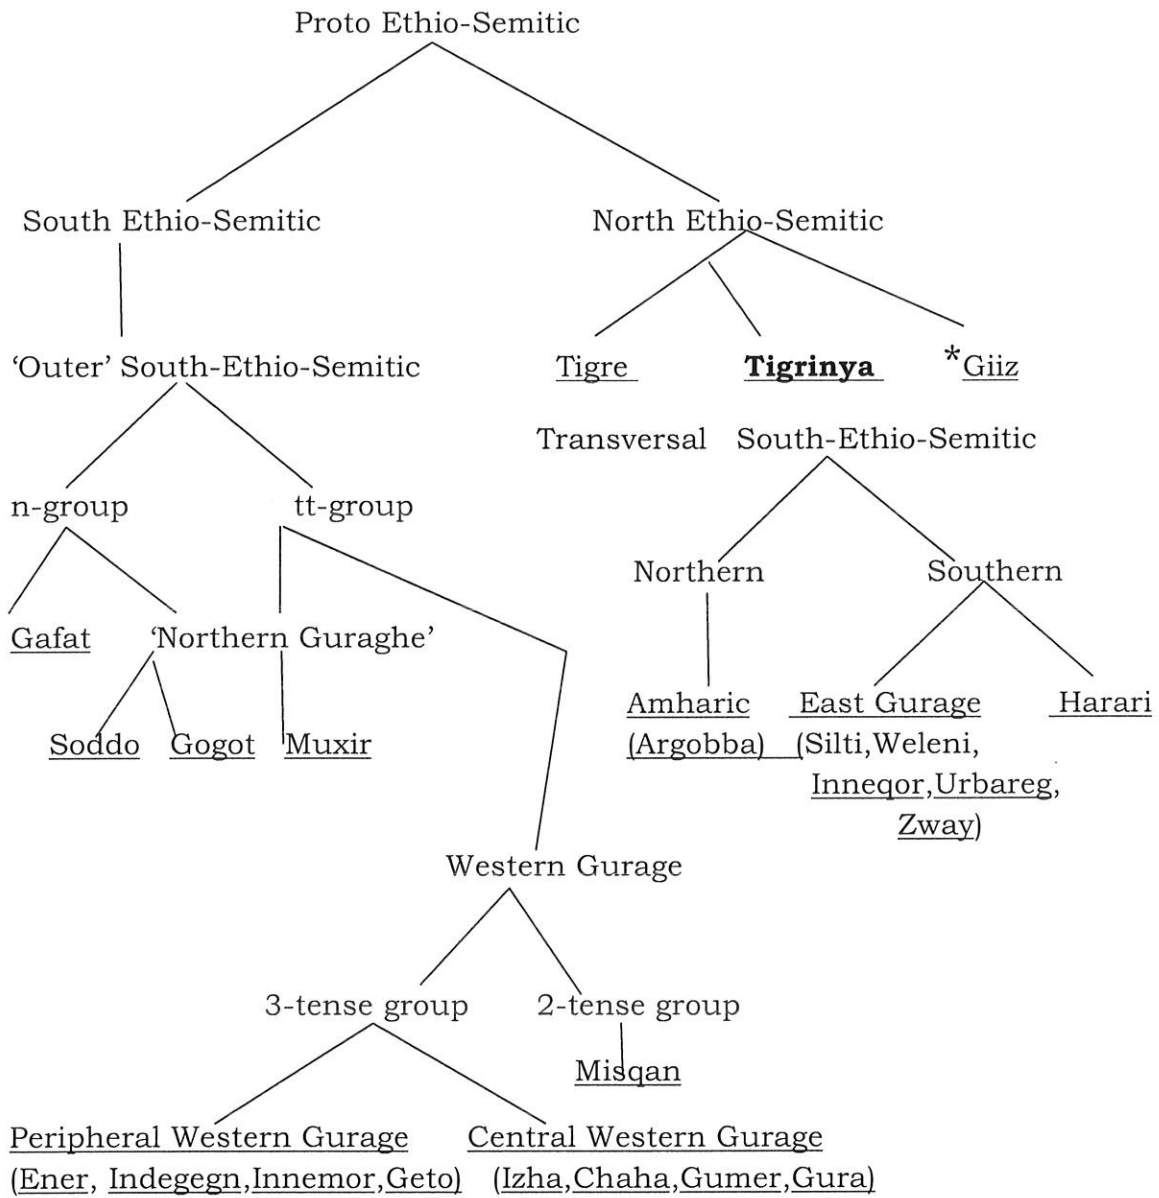 Proto Ethio-Semitic
South Ethio-Semitic North Ethio-Semitic
‘Outer’ South-Ethio-Semitic Tigre Tigrinya *Giiz
Transversal South-Ethio-Semitic
n-group tt-group
Northern Southern
Gafat ‘Northern Guraghe’
Amharic East Gurage Harari
Soddo Gogot Muxir (Argobba) (Silti,Weleni,
Inneqor,Urbareg,
Zway)
Western Gurage
3-tense group 2-tense group
Misqan
Peripheral Western Gurage Central Western Gurage
(Ener, Indegegn,Innemor,Geto) (Izha,Chaha,Gumer,Gura)